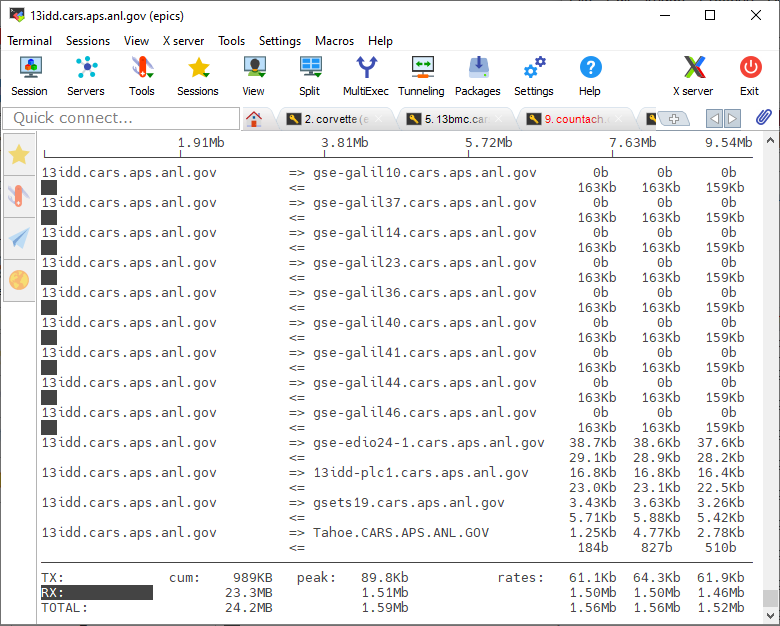 13idd.cars.aps.anl.gov (epics)
Terminal Sessions View X server Tools Settings Macros Help
Session Servers Tools Sessions View Split MultiExec Tunneling Packages Settings Help X server Exit
Quick connect... 2. corvette (e 5. 13bmc.car 9. countach.
1.91Mb 3.81Mb 5.72Mb 7.63Mb 9.54Mb
13idd.cars.aps.anl.gov => gse-galil10.cars.aps.anl.gov 0b 0b 0b
<= 163Kb 163Kb 159Kb
13idd.cars.aps.anl.gov => gse-galil37.cars.aps.anl.gov 0b 0b 0b
<= 163Kb 163Kb 159Kb
13idd.cars.aps.anl.gov => gse-galil14.cars.aps.anl.gov 0b 0b 0b
<= 163Kb 163Kb 159Kb
13idd.cars.aps.anl.gov => gse-galil23.cars.aps.anl.gov 0b 0b 0b
<= 163Kb 163Kb 159Kb
13idd.cars.aps.anl.gov => gse-galil36.cars.aps.anl.gov 0b 0b 0b
<= 163Kb 163Kb 159Kb
13idd.cars.aps.anl.gov => gse-galil40.cars.aps.anl.gov 0b 0b 0b
<= 163Kb 163Kb 159Kb
13idd.cars.aps.anl.gov => gse-galil41.cars.aps.anl.gov 0b 0b 0b
<= 163Kb 163Kb 159Kb
13idd.cars.aps.anl.gov => gse-galil44.cars.aps.anl.gov 0b 0b 0b
<= 163Kb 163Kb 159Kb
13idd.cars.aps.anl.gov => gse-galil46.cars.aps.anl.gov 0b 0b 0b
<= 163Kb 163Kb 159Kb
13idd.cars.aps.anl.gov => gse-edio24-1.cars.aps.anl.gov 38.7Kb 38.6Kb 37.6Kb
<= 29.1Kb 28.9Kb 28.2Kb
13idd.cars.aps.anl.gov => 13idd-plc1.cars.aps.anl.gov 16.8Kb 16.8Kb 16.4Kb
<= 23.0Kb 23.1Kb 22.5Kb
13idd.cars.aps.anl.gov => gsets19.cars.aps.anl.gov 3.43Kb 3.63Kb 3.26Kb
<= 5.71Kb 5.88Kb 5.42Kb
13idd.cars.aps.anl.gov => Tahoe.CARS.APS.ANL.GOV 1.25Kb 4.77Kb 2.78Kb
<= 184b 827b 510b
TX: cum: 989KB peak: 89.8Kb rates: 61.1Kb 64.3Kb 61.9Kb
RX: 23.3MB 1.51Mb 1.50Mb 1.50Mb 1.46Mb
TOTAL: 24.2MB 1.59Mb 1.56Mb 1.56Mb 1.52Mb